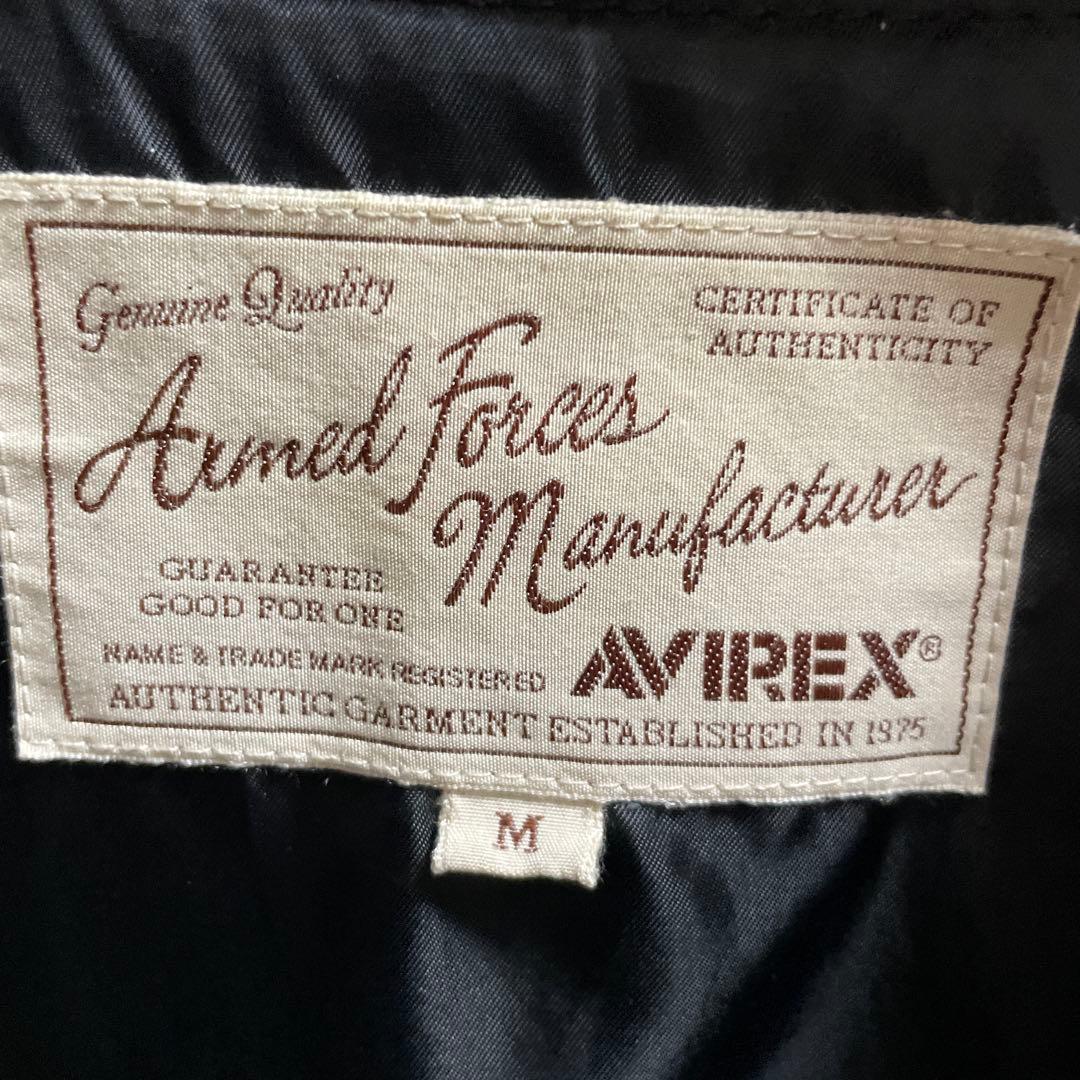 Genuine Quality
CERTIFICATE OF
AUTHENTICITY
Armed Forces
Manufacturer
GUARANTEE
GOOD FOR ONE
NAME & TRADE MARK REGISTERED
AVIREX®
AUTHENTIC GARMENT ESTABLISHED IN 1975
M